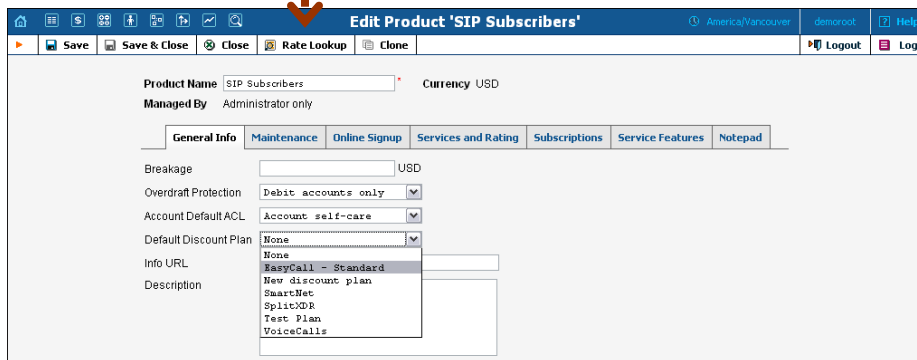 Edit Product 'SIP Subscribers' America/Vancouver demoroot Help
Save Save & Close Close Rate Lookup Clone Logout Log
Product Name SIP Subscribers * Currency USD
Managed By Administrator only
General Info Maintenance Online Signup Services and Rating Subscriptions Service Features Notepad
Breakage USD
Overdraft Protection Debit accounts only
Account Default ACL Account self-care
Default Discount Plan None
None
Info URL
EasyCall - Standard
New discount plan
Description
SmartNet
SplitXDR
Test Plan
VoiceCalls